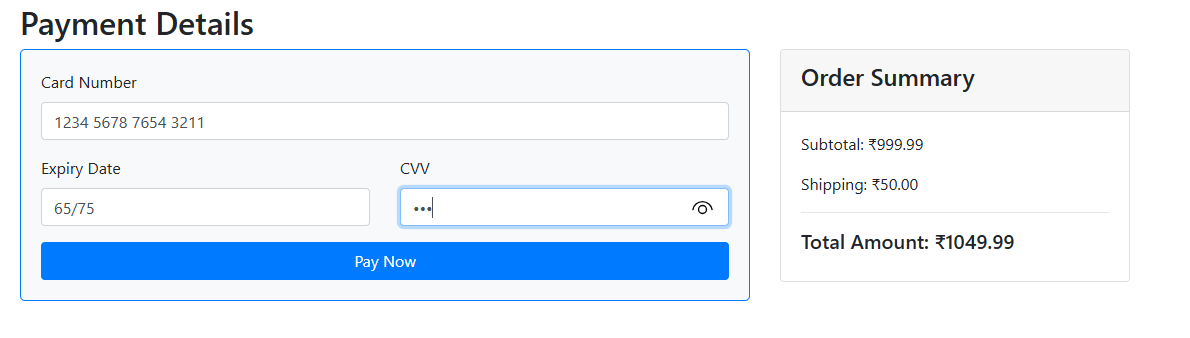 Payment Details
Card Number
1234 5678 7654 3211
Expiry Date
CVV
65/75
•••
Pay Now
Order Summary
Subtotal: ₹999.99
Shipping: ₹50.00
Total Amount: ₹1049.99